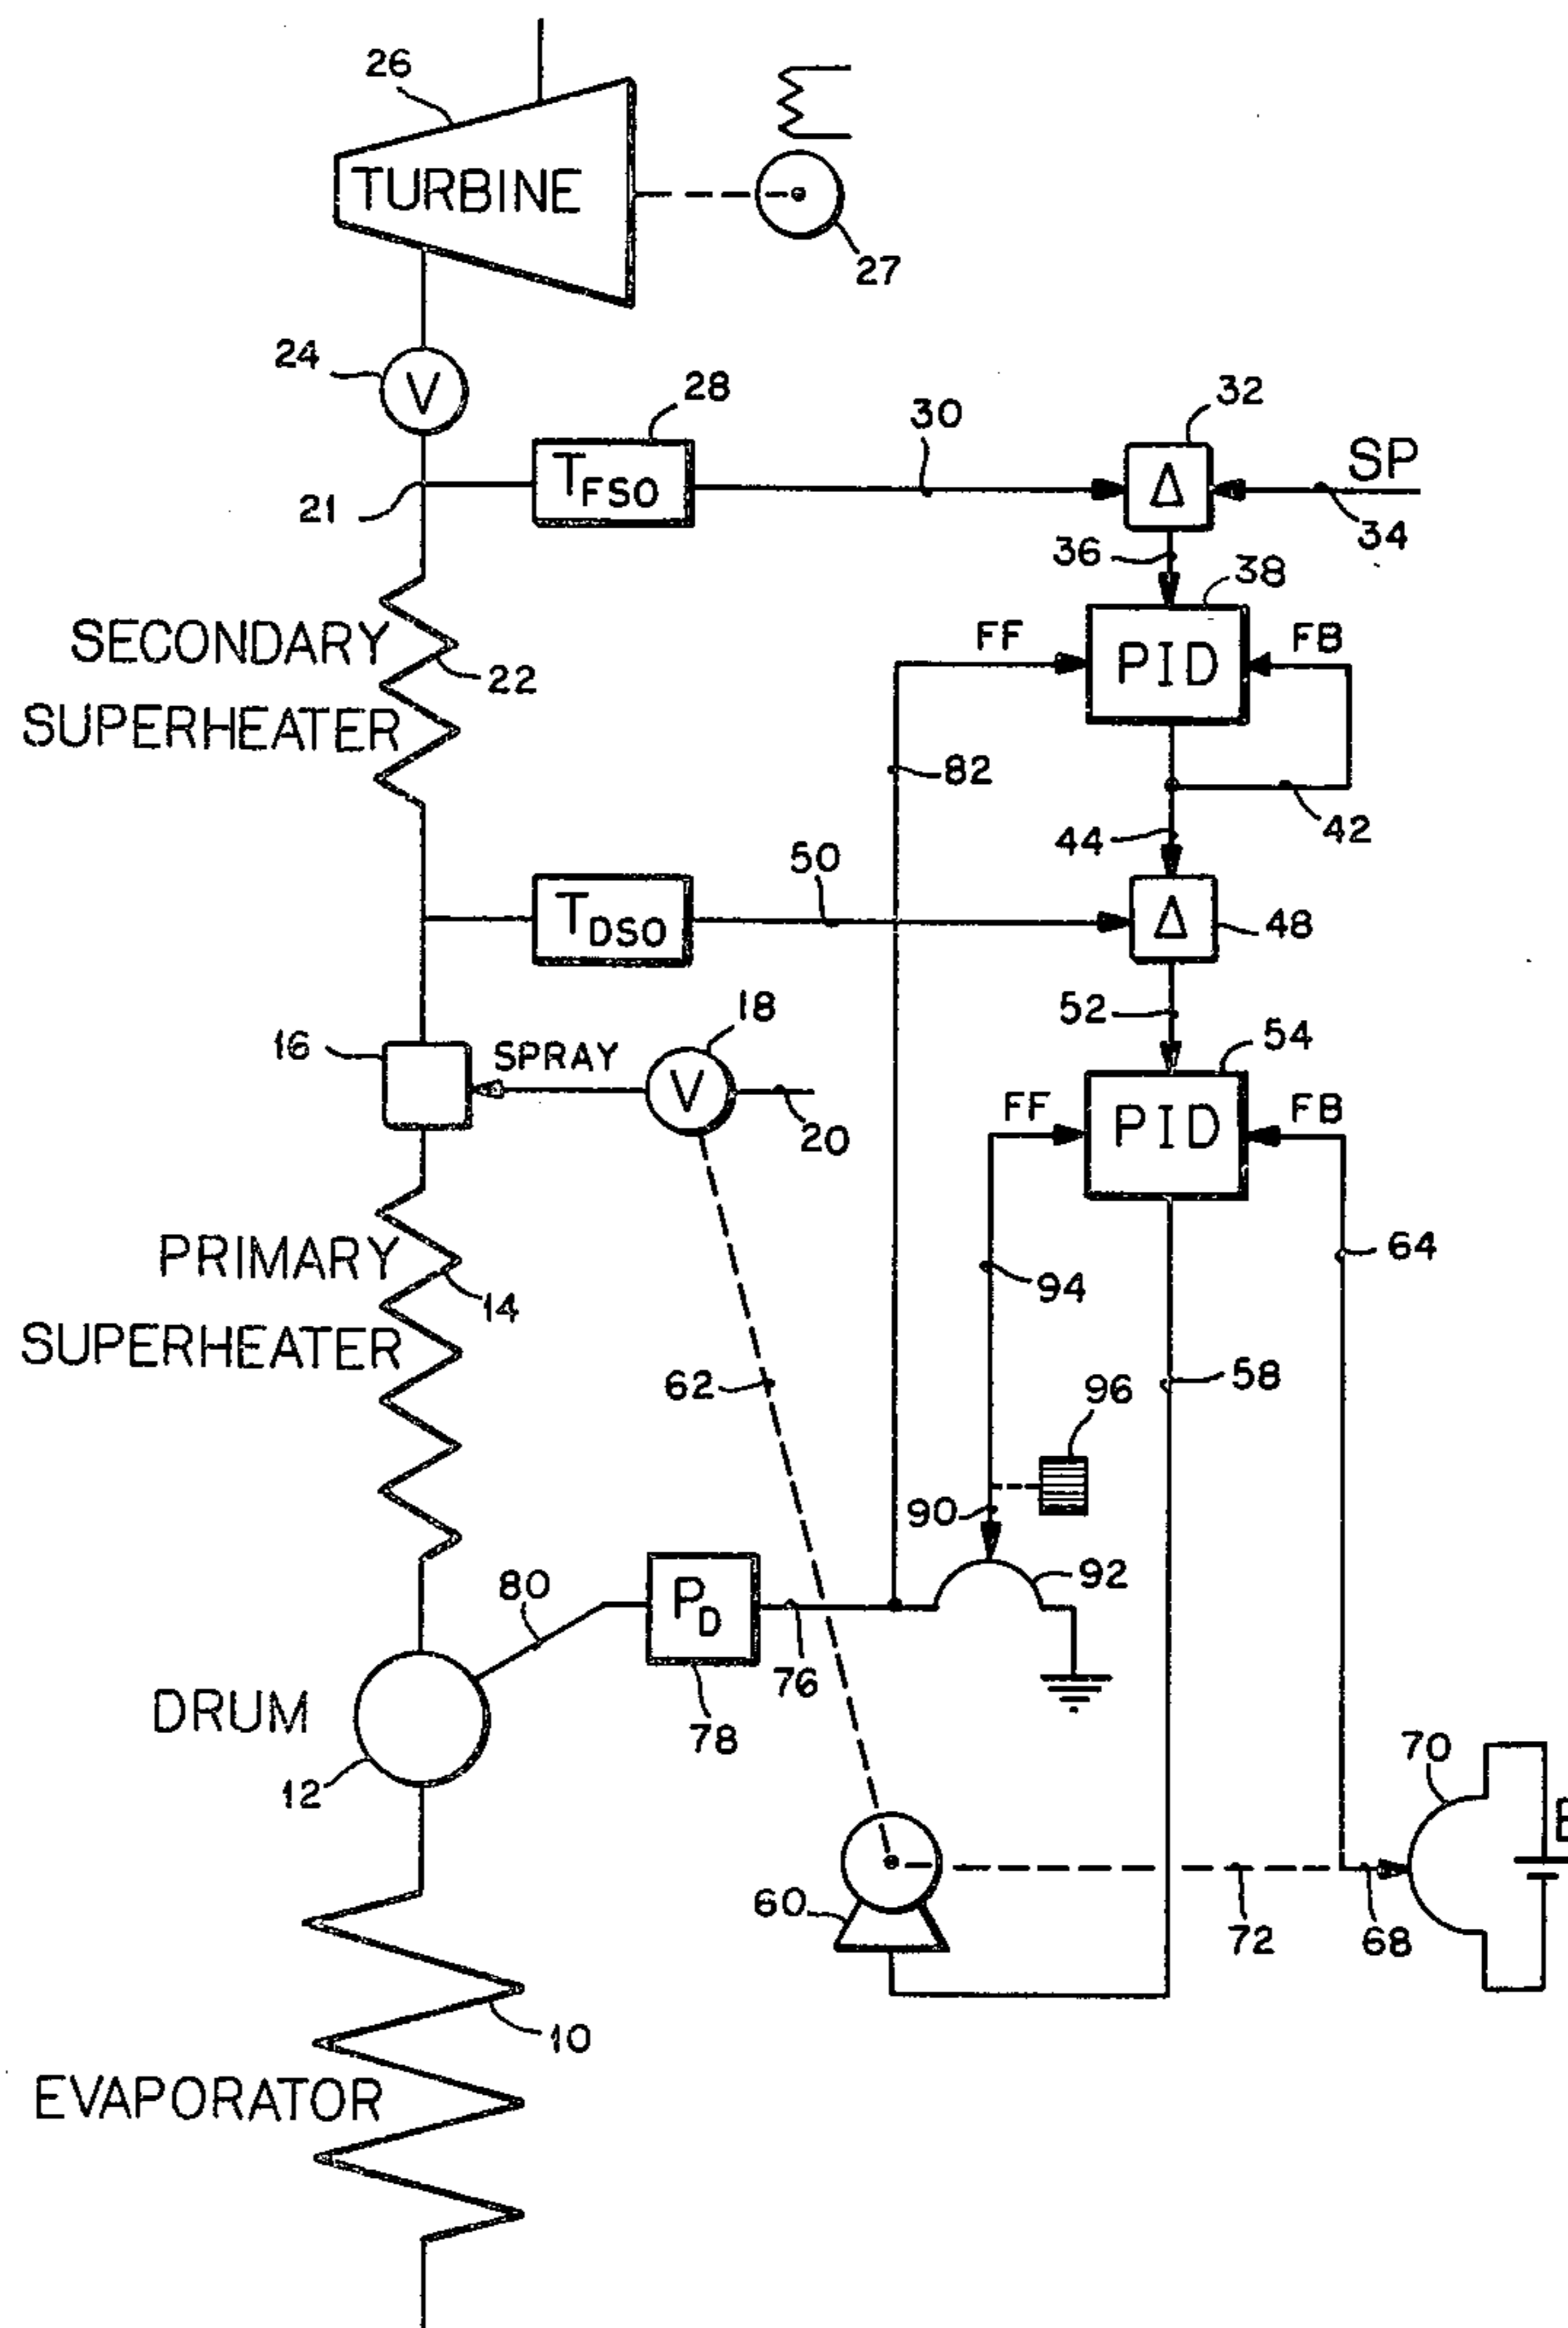 26
TURBINE
27
24
V
28
30
32
SP
T_FSO
Δ
21
34
36
38
SECONDARY
FF
PID
FB
22
SUPERHEATER
82
42
44
50
T_DSO
Δ
48
18
52
54
16
SPRAY
V
FF
PID
FB
20
PRIMARY
64
94
14
SUPERHEATER
62
58
96
90
80
92
P_D
76
DRUM
78
12
70
E
60
72
68
10
EVAPORATOR